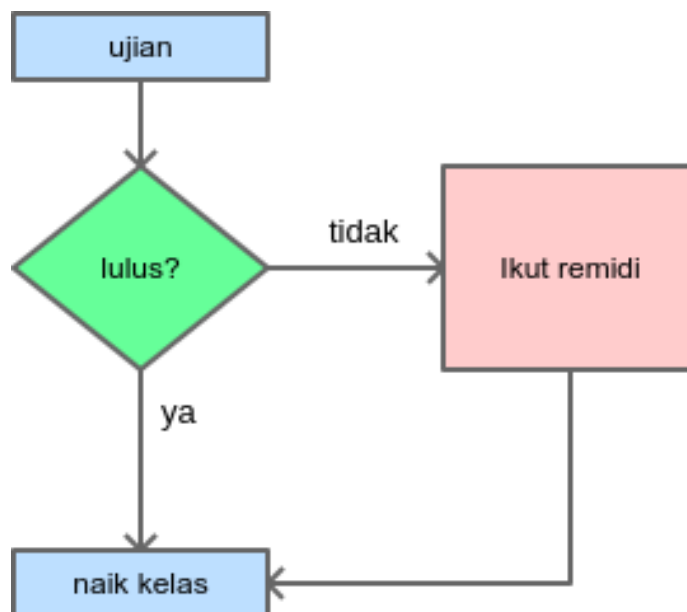 ujian
lulus?
tidak
Ikut remidi
ya
naik kelas